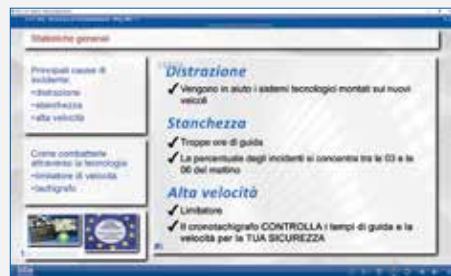 Statistiche generali
Principali cause di
incidente:
•distrazione
•stanchezza
•alta velocità
Come combatterle
attraverso la tecnologia
•limitatore di velocità
•tachigrafo
Distrazione
✓ Vengono in aiuto i sistemi tecnologici montati sui nuovi
veicoli
Stanchezza
✓ Troppe ore di guida
✓ La percentuale degli incidenti si concentra tra le 03 e le
06 del mattino
Alta velocità
✓ Limitatore
✓ Il cronotachigrafo CONTROLLA i tempi di guida e la
velocità per la TUA SICUREZZA